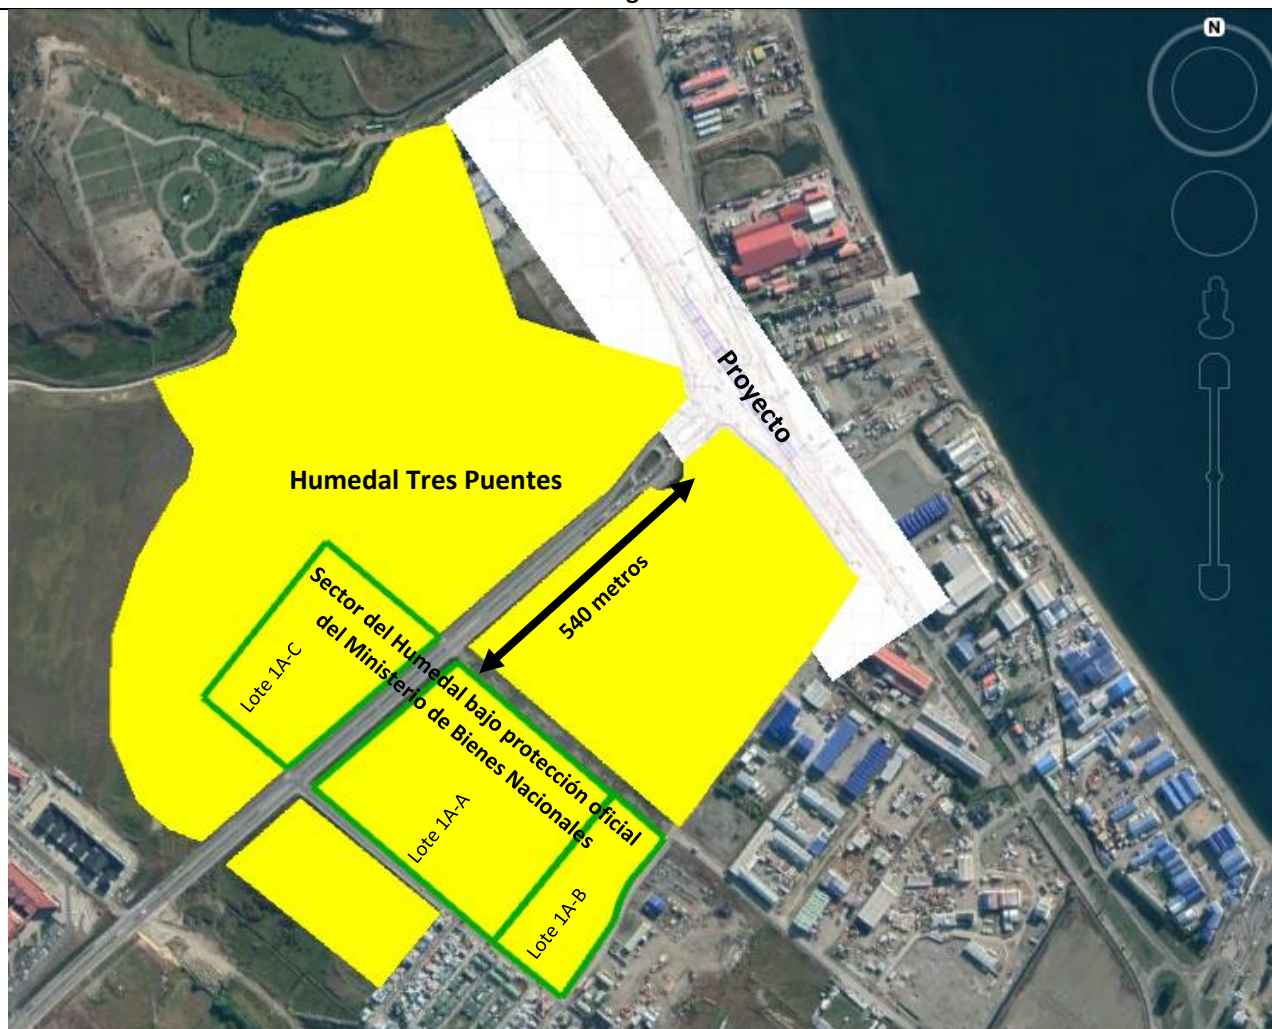 N
Proyecto
Humedal Tres Puentes
540 metros
Sector del Humedal bajo protección oficial
del Ministerio de Bienes Nacionales
Lote 1A-C
Lote 1A-A
Lote 1A-B